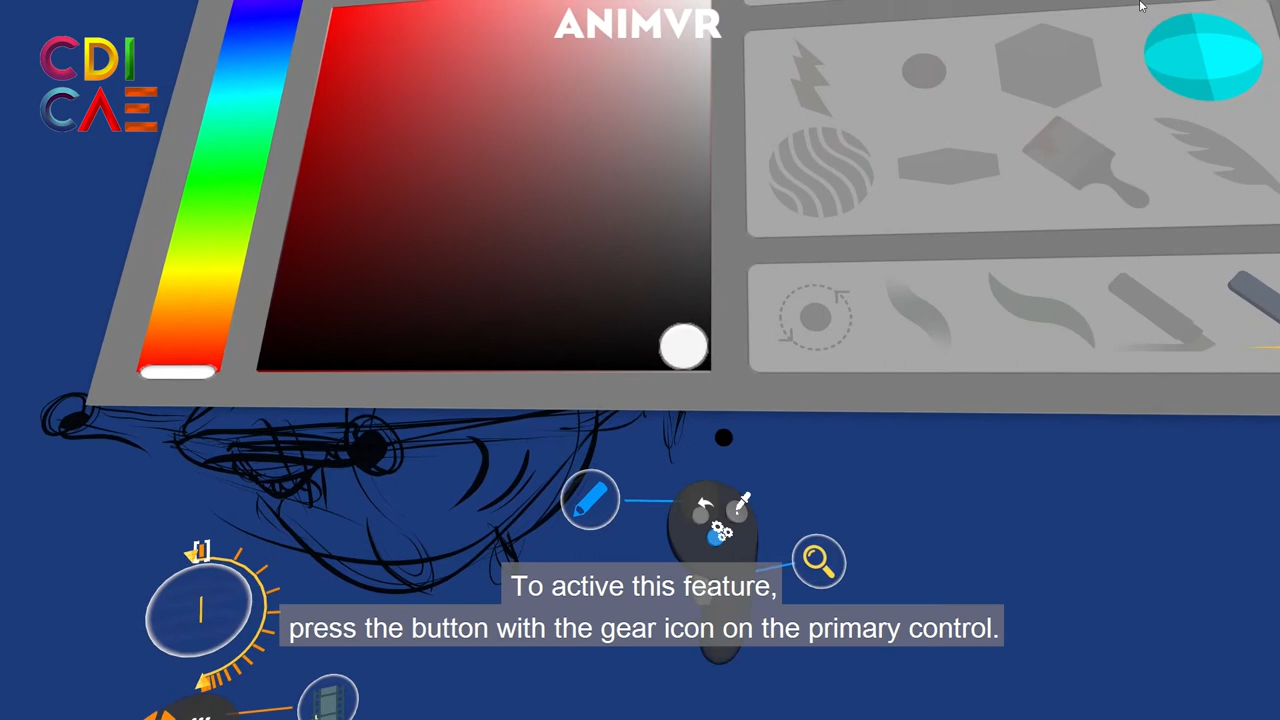 ANIMVR
CDI
CAE
To active this feature,
press the button with the gear icon on the primary control.